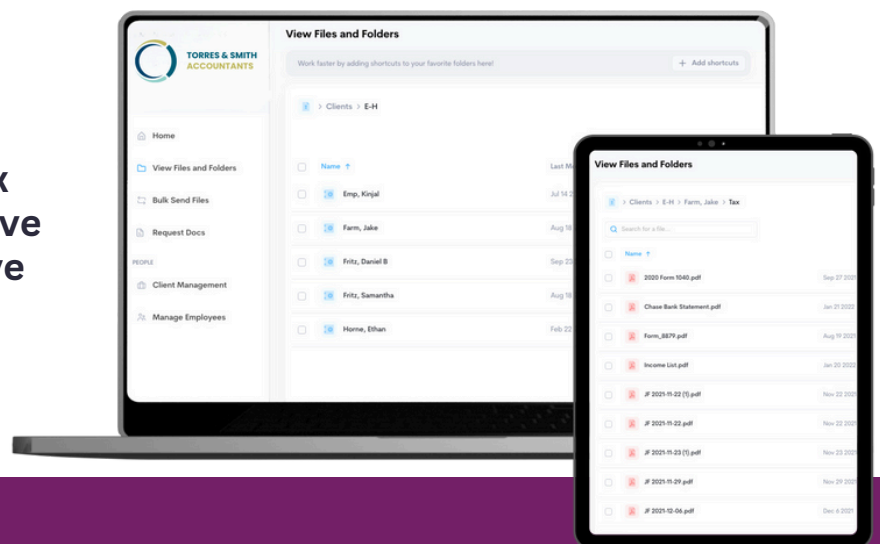 x
ve
ve
TORRES & SMITH
ACCOUNTANTS
Home
View Files and Folders
Bulk Send Files
Request Docs
PEOPLE
Client Management
Manage Employees
View Files and Folders
Work faster by adding shortcuts to your favorite folders here!
+ Add shortcuts
> Clients > E-H
Name ↑ Last M
Emp, Kinjal Jul 14 2
Farm, Jake Aug 18
Fritz, Daniel B Sep 23
Fritz, Samantha Aug 18
Horne, Ethan Feb 22
View Files and Folders
> Clients > E-H > Farm, Jake > Tax
Search for a file...
Name ↑
2020 Form 1040.pdf Sep 27 2021
Chase Bank Statement.pdf Jan 21 2022
Form_8879.pdf Aug 19 2021
Income List.pdf Jan 20 2022
JF 2021-11-22 (1).pdf Nov 22 2021
JF 2021-11-22.pdf Nov 22 2021
JF 2021-11-23 (1).pdf Nov 23 2021
JF 2021-11-29.pdf Nov 29 2021
JF 2021-12-06.pdf Dec 6 2021